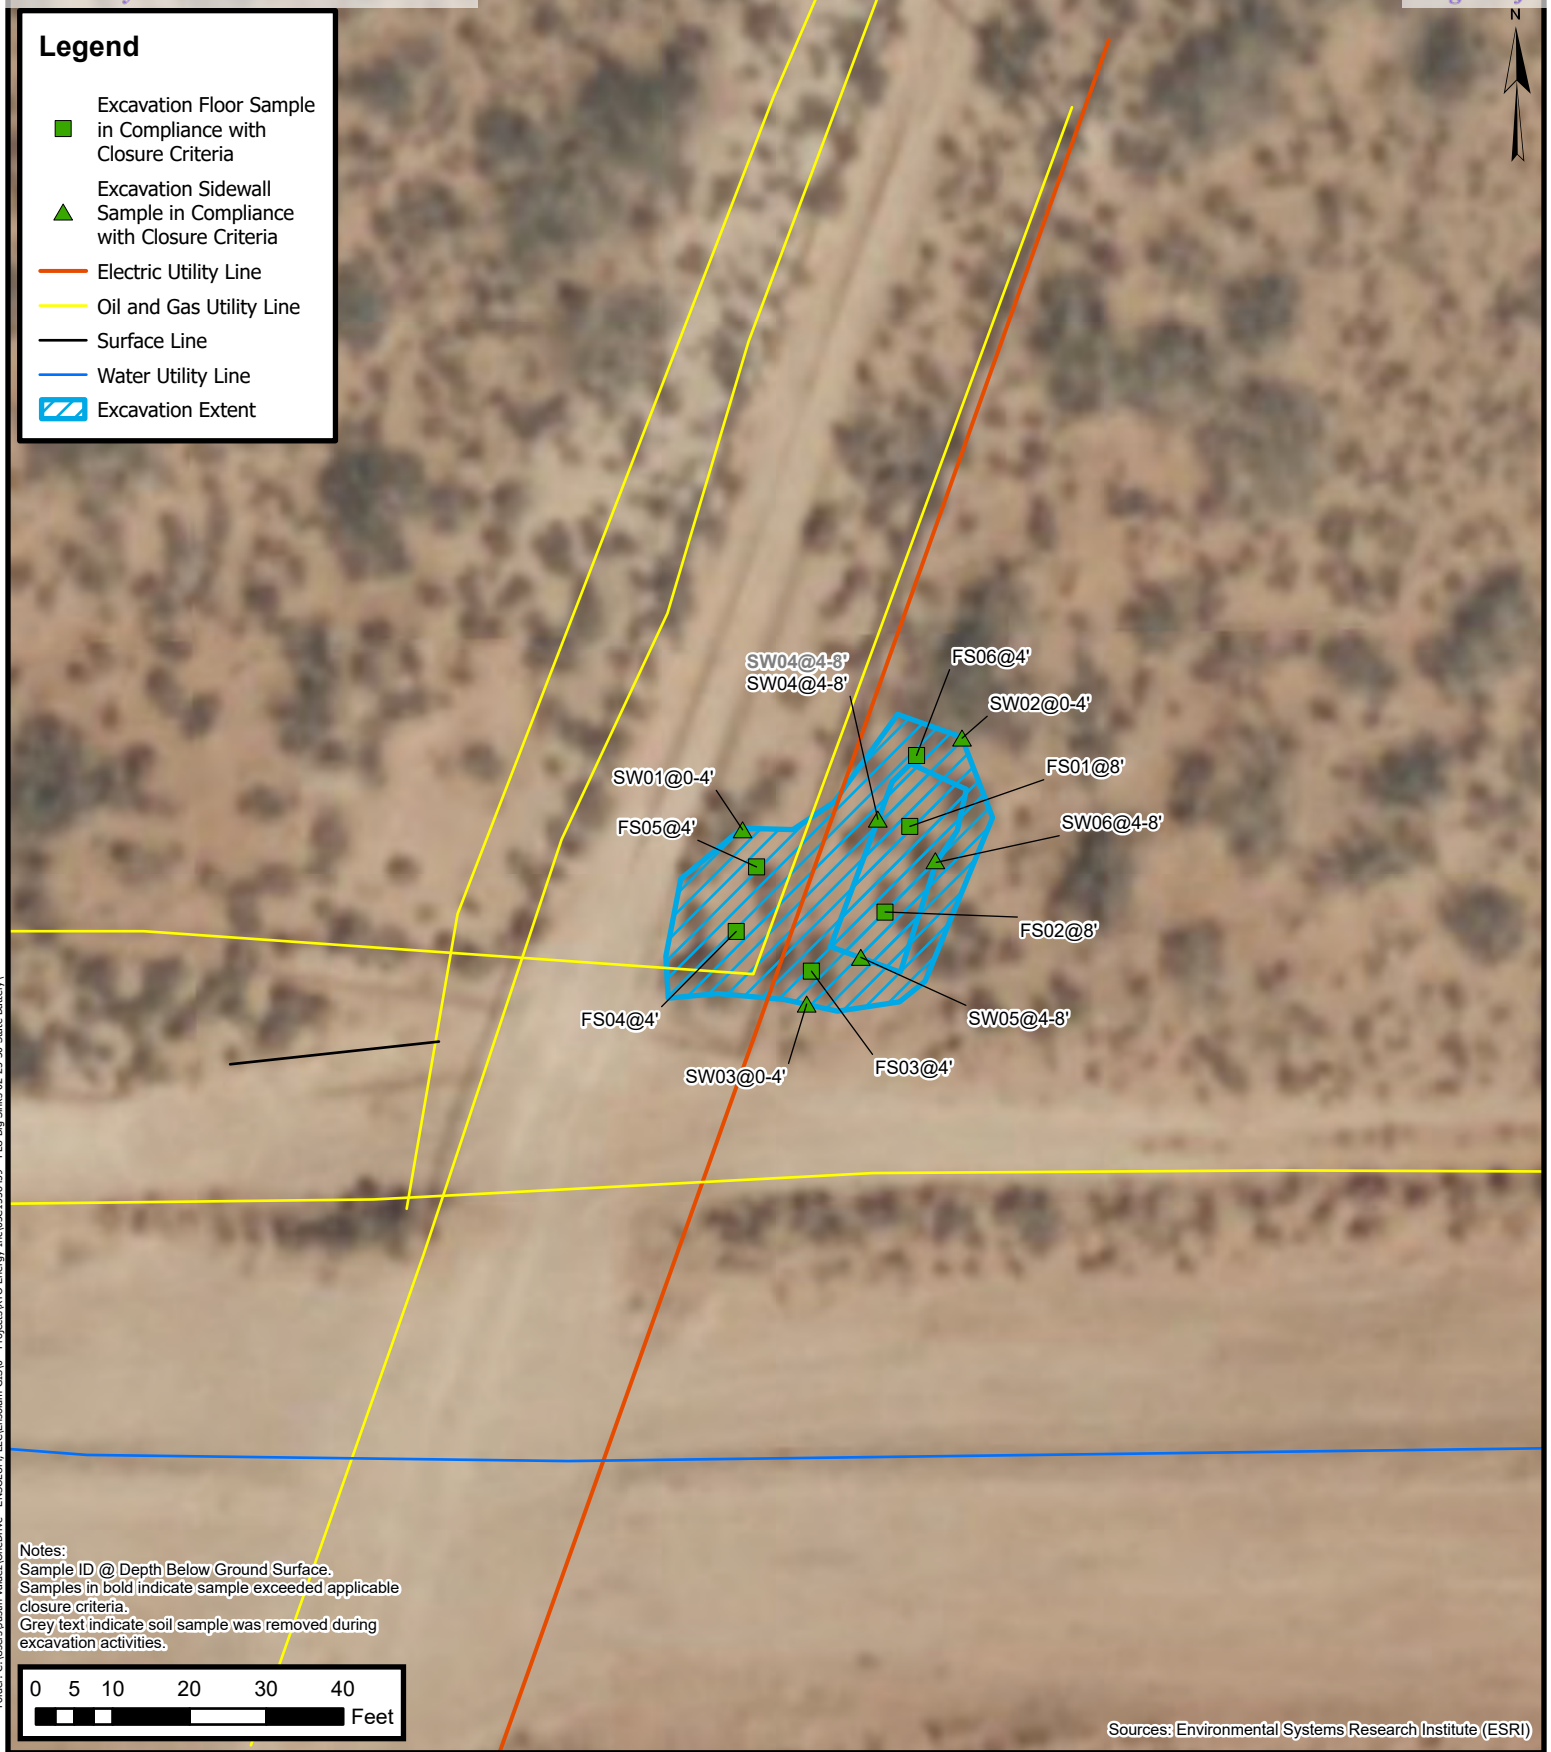 Legend
Excavation Floor Sample
in Compliance with
Closure Criteria
Excavation Sidewall
Sample in Compliance
with Closure Criteria
Electric Utility Line
Oil and Gas Utility Line
Surface Line
Water Utility Line
Excavation Extent
N
SW04@4-8'
SW04@4-8'
FS06@4'
SW02@0-4'
FS01@8'
SW06@4-8'
SW01@0-4'
FS05@4'
FS02@8'
FS04@4'
SW05@4-8'
SW03@0-4'
FS03@4'
Notes:
Sample ID @ Depth Below Ground Surface.
Samples in bold indicate sample exceeded applicable
closure criteria.
Grey text indicate soil sample was removed during
excavation activities.
0 5 10 20 30 40
Feet
Sources: Environmental Systems Research Institute (ESRI)